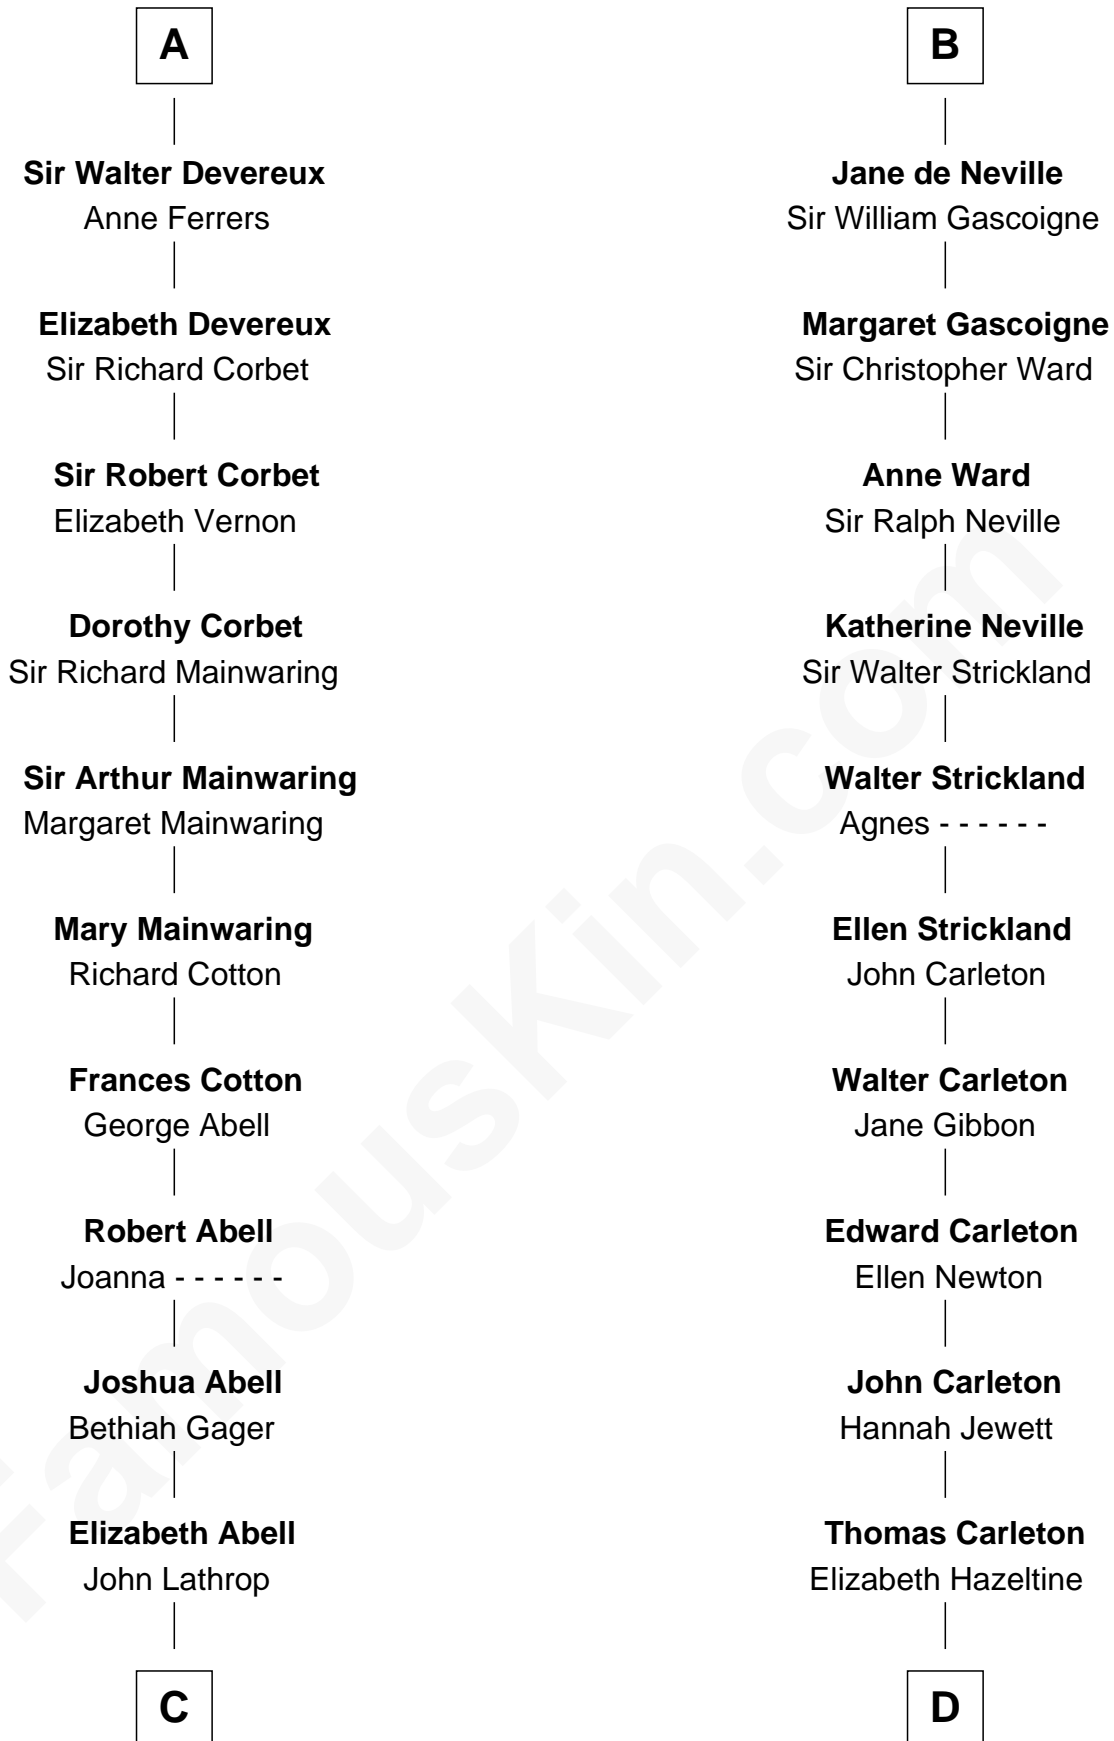 A
Sir Walter Devereux
Anne Ferrers
Elizabeth Devereux
Sir Richard Corbet
Sir Robert Corbet
Elizabeth Vernon
Dorothy Corbet
Sir Richard Mainwaring
Sir Arthur Mainwaring
Margaret Mainwaring
Mary Mainwaring
Richard Cotton
Frances Cotton
George Abell
Robert Abell
Joanna - - - - - -
Joshua Abell
Bethiah Gager
Elizabeth Abell
John Lathrop
C
B
Jane de Neville
Sir William Gascoigne
Margaret Gascoigne
Sir Christopher Ward
Anne Ward
Sir Ralph Neville
Katherine Neville
Sir Walter Strickland
Walter Strickland
Agnes - - - - - -
Ellen Strickland
John Carleton
Walter Carleton
Jane Gibbon
Edward Carleton
Ellen Newton
John Carleton
Hannah Jewett
Thomas Carleton
Elizabeth Hazeltine
D
FamousKin.com